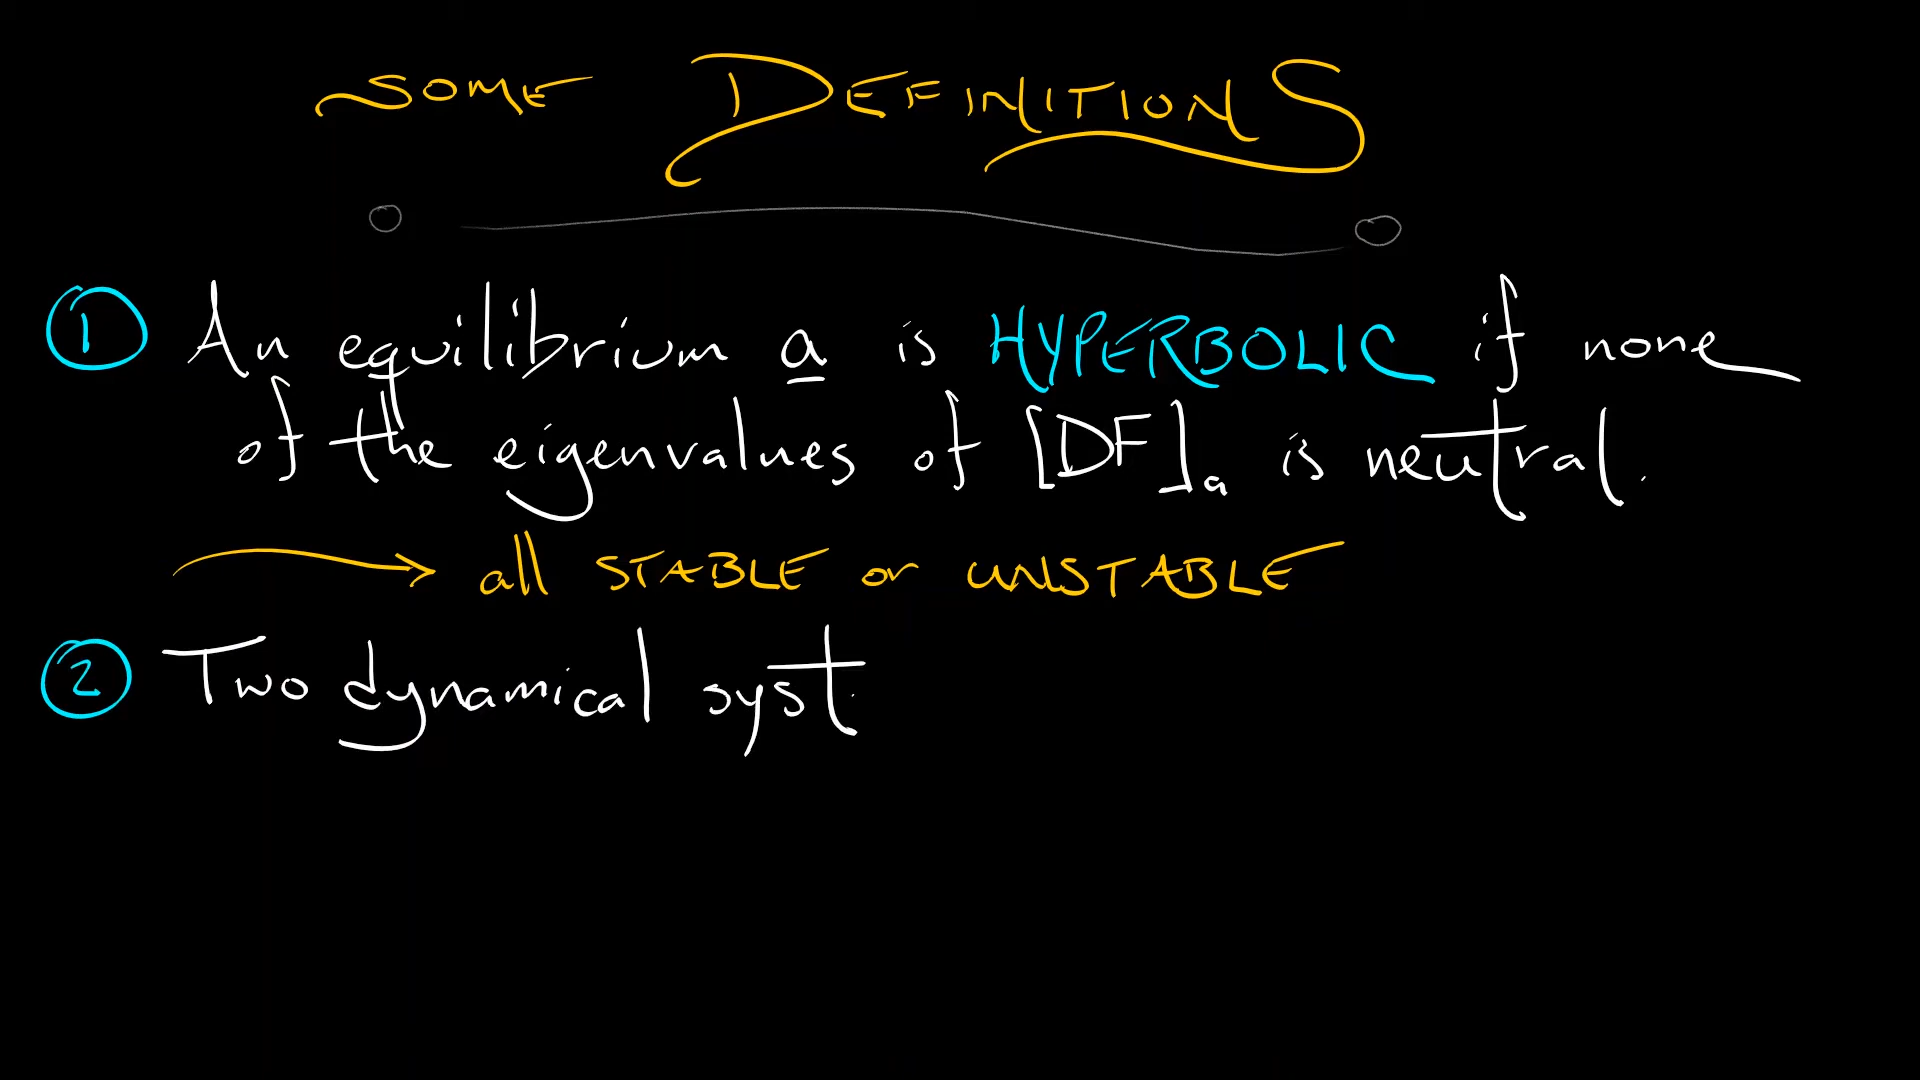 SOME DEFINITIONS
① An equilibrium a is HYPERBOLIC if none
of the eigenvalues of [DF]a is neutral.
→ all STABLE or UNSTABLE
② Two dynamical syst